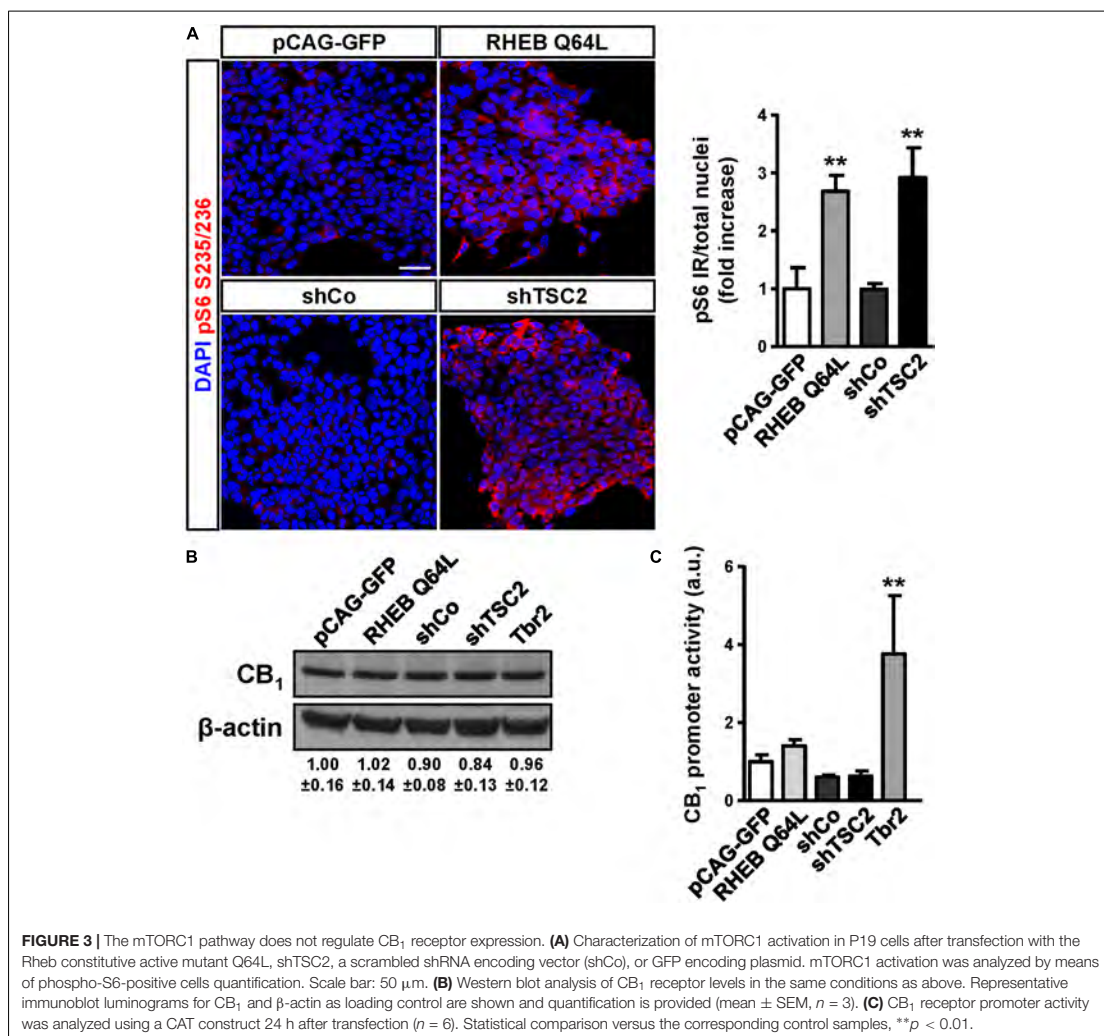 A
pCAG-GFP
RHEB Q64L
shCo
shTSC2
DAPI pS6 S235/236
pS6 IR/total nuclei
(fold increase)
4
3
2
1
0
**
**
pCAG-GFP
RHEB Q64L
shCo
shTSC2
B
pCAG-GFP
RHEB Q64L
shCo
shTSC2
Tbr2
CB₁
β-actin
1.00 1.02 0.90 0.84 0.96
±0.16 ±0.14 ±0.08 ±0.13 ±0.12
C
CB₁ promoter activity (a.u.)
6
4
2
0
**
pCAG-GFP
RHEB Q64L
shCo
shTSC2
Tbr2
FIGURE 3 | The mTORC1 pathway does not regulate CB₁ receptor expression. (A) Characterization of mTORC1 activation in P19 cells after transfection with the
Rheb constitutive active mutant Q64L, shTSC2, a scrambled shRNA encoding vector (shCo), or GFP encoding plasmid. mTORC1 activation was analyzed by means
of phospho-S6-positive cells quantification. Scale bar: 50 μm. (B) Western blot analysis of CB₁ receptor levels in the same conditions as above. Representative
immunoblot luminograms for CB₁ and β-actin as loading control are shown and quantification is provided (mean ± SEM, n = 3). (C) CB₁ receptor promoter activity
was analyzed using a CAT construct 24 h after transfection (n = 6). Statistical comparison versus the corresponding control samples, **p < 0.01.